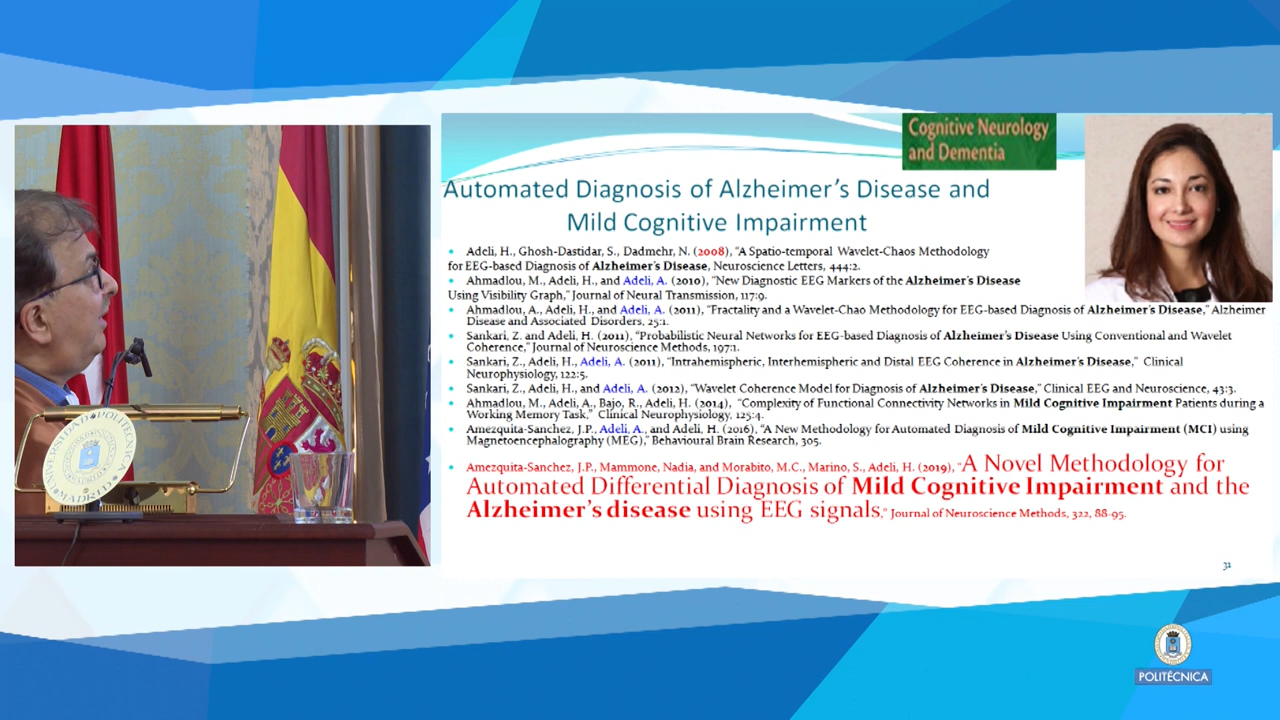 Cognitive Neurology
and Dementia
Automated Diagnosis of Alzheimer's Disease and
Mild Cognitive Impairment
• Adeli, H., Ghosh-Dastidar, S., Dadmehr, N. (2008), "A Spatio-temporal Wavelet-Chaos Methodology
for EEG-based Diagnosis of Alzheimer's Disease, Neuroscience Letters, 444:2.
• Ahmadlou, M., Adeli, H., and Adeli, A. (2010), "New Diagnostic EEG Markers of the Alzheimer's Disease
Using Visibility Graph," Journal of Neural Transmission, 117:9.
• Ahmadlou, A., Adeli, H., and Adeli, A. (2011), "Fractality and a Wavelet-Chao Methodology for EEG-based Diagnosis of Alzheimer's Disease," Alzheimer
Disease and Associated Disorders, 25:1.
• Sankari, Z. and Adeli, H. (2011), "Probabilistic Neural Networks for EEG-based Diagnosis of Alzheimer's Disease Using Conventional and Wavelet
Coherence," Journal of Neuroscience Methods, 197:1.
• Sankari, Z., Adeli, H., Adeli, A. (2011), "Intrahemispheric, Interhemispheric and Distal EEG Coherence in Alzheimer's Disease," Clinical
Neurophysiology, 122:5.
• Sankari, Z., Adeli, H., and Adeli, A. (2012), "Wavelet Coherence Model for Diagnosis of Alzheimer's Disease," Clinical EEG and Neuroscience, 43:3.
• Ahmadlou, M., Adeli, A., Bajo, R., Adeli, H. (2014), "Complexity of Functional Connectivity Networks in Mild Cognitive Impairment Patients during a
Working Memory Task," Clinical Neurophysiology, 125:4.
• Amezquita-Sanchez, J.P., Adeli, A., and Adeli, H. (2016), "A New Methodology for Automated Diagnosis of Mild Cognitive Impairment (MCI) using
Magnetoencephalography (MEG)," Behavioural Brain Research, 305.
• Amezquita-Sanchez, J.P., Mammone, Nadia, and Morabito, M.C., Marino, S., Adeli, H. (2019), "A Novel Methodology for
Automated Differential Diagnosis of Mild Cognitive Impairment and the
Alzheimer's disease using EEG signals," Journal of Neuroscience Methods, 322, 88-95.
31
UNIVERSIDAD POLITÉCNICA
MADRID
POLITÉCNICA